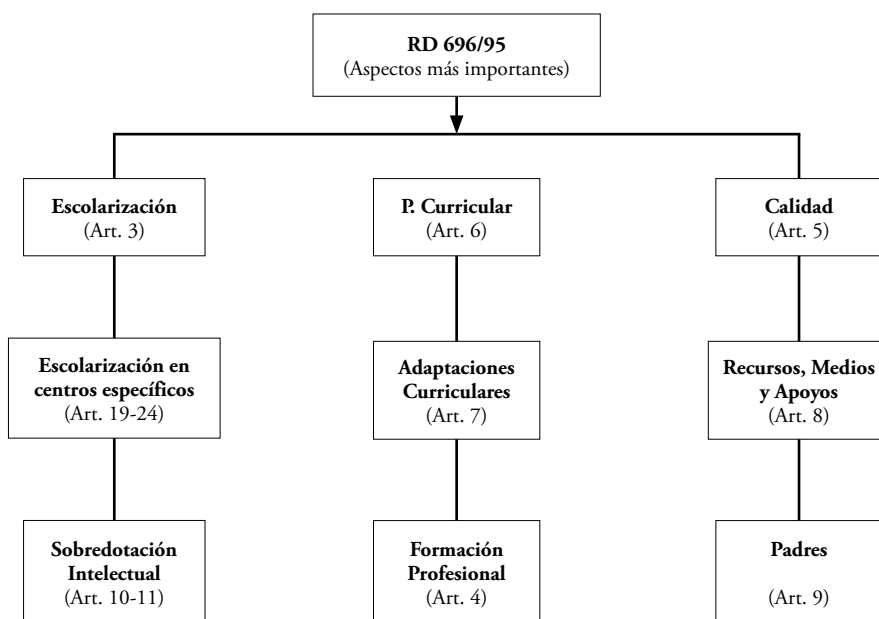 RD 696/95
(Aspectos más importantes)
Escolarización
(Art. 3)
P. Curricular
(Art. 6)
Calidad
(Art. 5)
Escolarización en
centros específicos
(Art. 19-24)
Adaptaciones
Curriculares
(Art. 7)
Recursos, Medios
y Apoyos
(Art. 8)
Sobredotación
Intelectual
(Art. 10-11)
Formación
Profesional
(Art. 4)
Padres
(Art. 9)